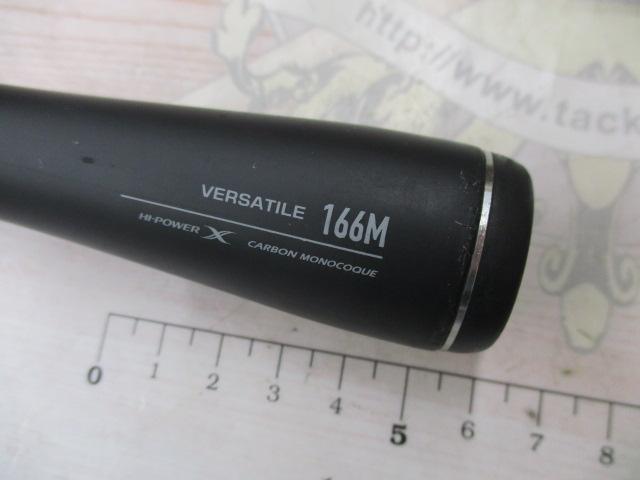 http://www.tack
VERSATILE 166M
HI-POWER X CARBON MONOCOQUE
0 1 2 3 4 5 6 7 8